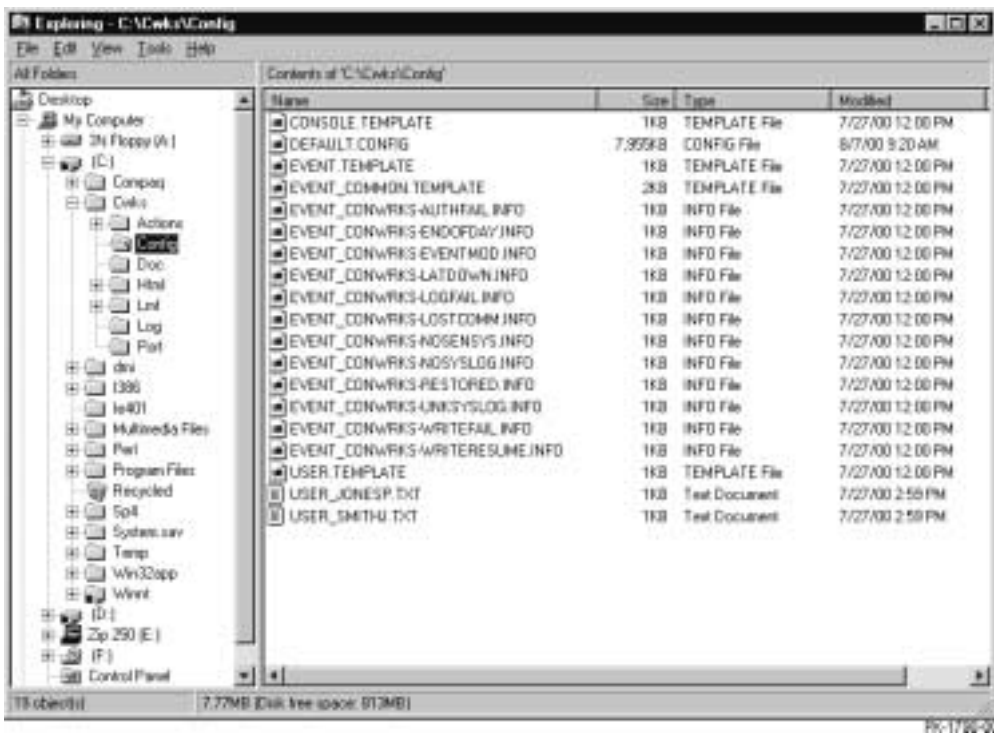 Exploring - C:\Cwks\Config
File Edit View Tools Help
All Folders
Contents of 'C:\Cwks\Config'
Desktop
My Computer
3½ Floppy (A:)
(C:)
Compaq
Cwks
Actions
Config
Doc
Html
Lmf
Log
Port
dmi
I386
Ie401
Multimedia Files
Perl
Program Files
Recycled
Sp4
System.sav
Temp
Win32app
Winnt
(D:)
Zip 250 (E:)
(F:)
Control Panel
Name Size Type Modified
CONSOLE.TEMPLATE 1KB TEMPLATE File 7/27/00 12:00 PM
DEFAULT.CONFIG 7,955KB CONFIG File 8/7/00 9:20 AM
EVENT.TEMPLATE 1KB TEMPLATE File 7/27/00 12:00 PM
EVENT_COMMON.TEMPLATE 2KB TEMPLATE File 7/27/00 12:00 PM
EVENT_CONWRKS-AUTHFAIL.INFO 1KB INFO File 7/27/00 12:00 PM
EVENT_CONWRKS-ENDOFDAY.INFO 1KB INFO File 7/27/00 12:00 PM
EVENT_CONWRKS-EVENTMOD.INFO 1KB INFO File 7/27/00 12:00 PM
EVENT_CONWRKS-LATDOWN.INFO 1KB INFO File 7/27/00 12:00 PM
EVENT_CONWRKS-LOGFAIL.INFO 1KB INFO File 7/27/00 12:00 PM
EVENT_CONWRKS-LOSTCOMM.INFO 1KB INFO File 7/27/00 12:00 PM
EVENT_CONWRKS-NOSENSYS.INFO 1KB INFO File 7/27/00 12:00 PM
EVENT_CONWRKS-NOSYSLOG.INFO 1KB INFO File 7/27/00 12:00 PM
EVENT_CONWRKS-RESTORED.INFO 1KB INFO File 7/27/00 12:00 PM
EVENT_CONWRKS-UNKSYSLOG.INFO 1KB INFO File 7/27/00 12:00 PM
EVENT_CONWRKS-WRITEFAIL.INFO 1KB INFO File 7/27/00 12:00 PM
EVENT_CONWRKS-WRITERESUME.INFO 1KB INFO File 7/27/00 12:00 PM
USER.TEMPLATE 1KB TEMPLATE File 7/27/00 12:00 PM
USER_JONESP.TXT 1KB Text Document 7/27/00 2:59 PM
USER_SMITHJ.TXT 1KB Text Document 7/27/00 2:59 PM
19 object(s) 7.77MB (Disk free space: 813MB)